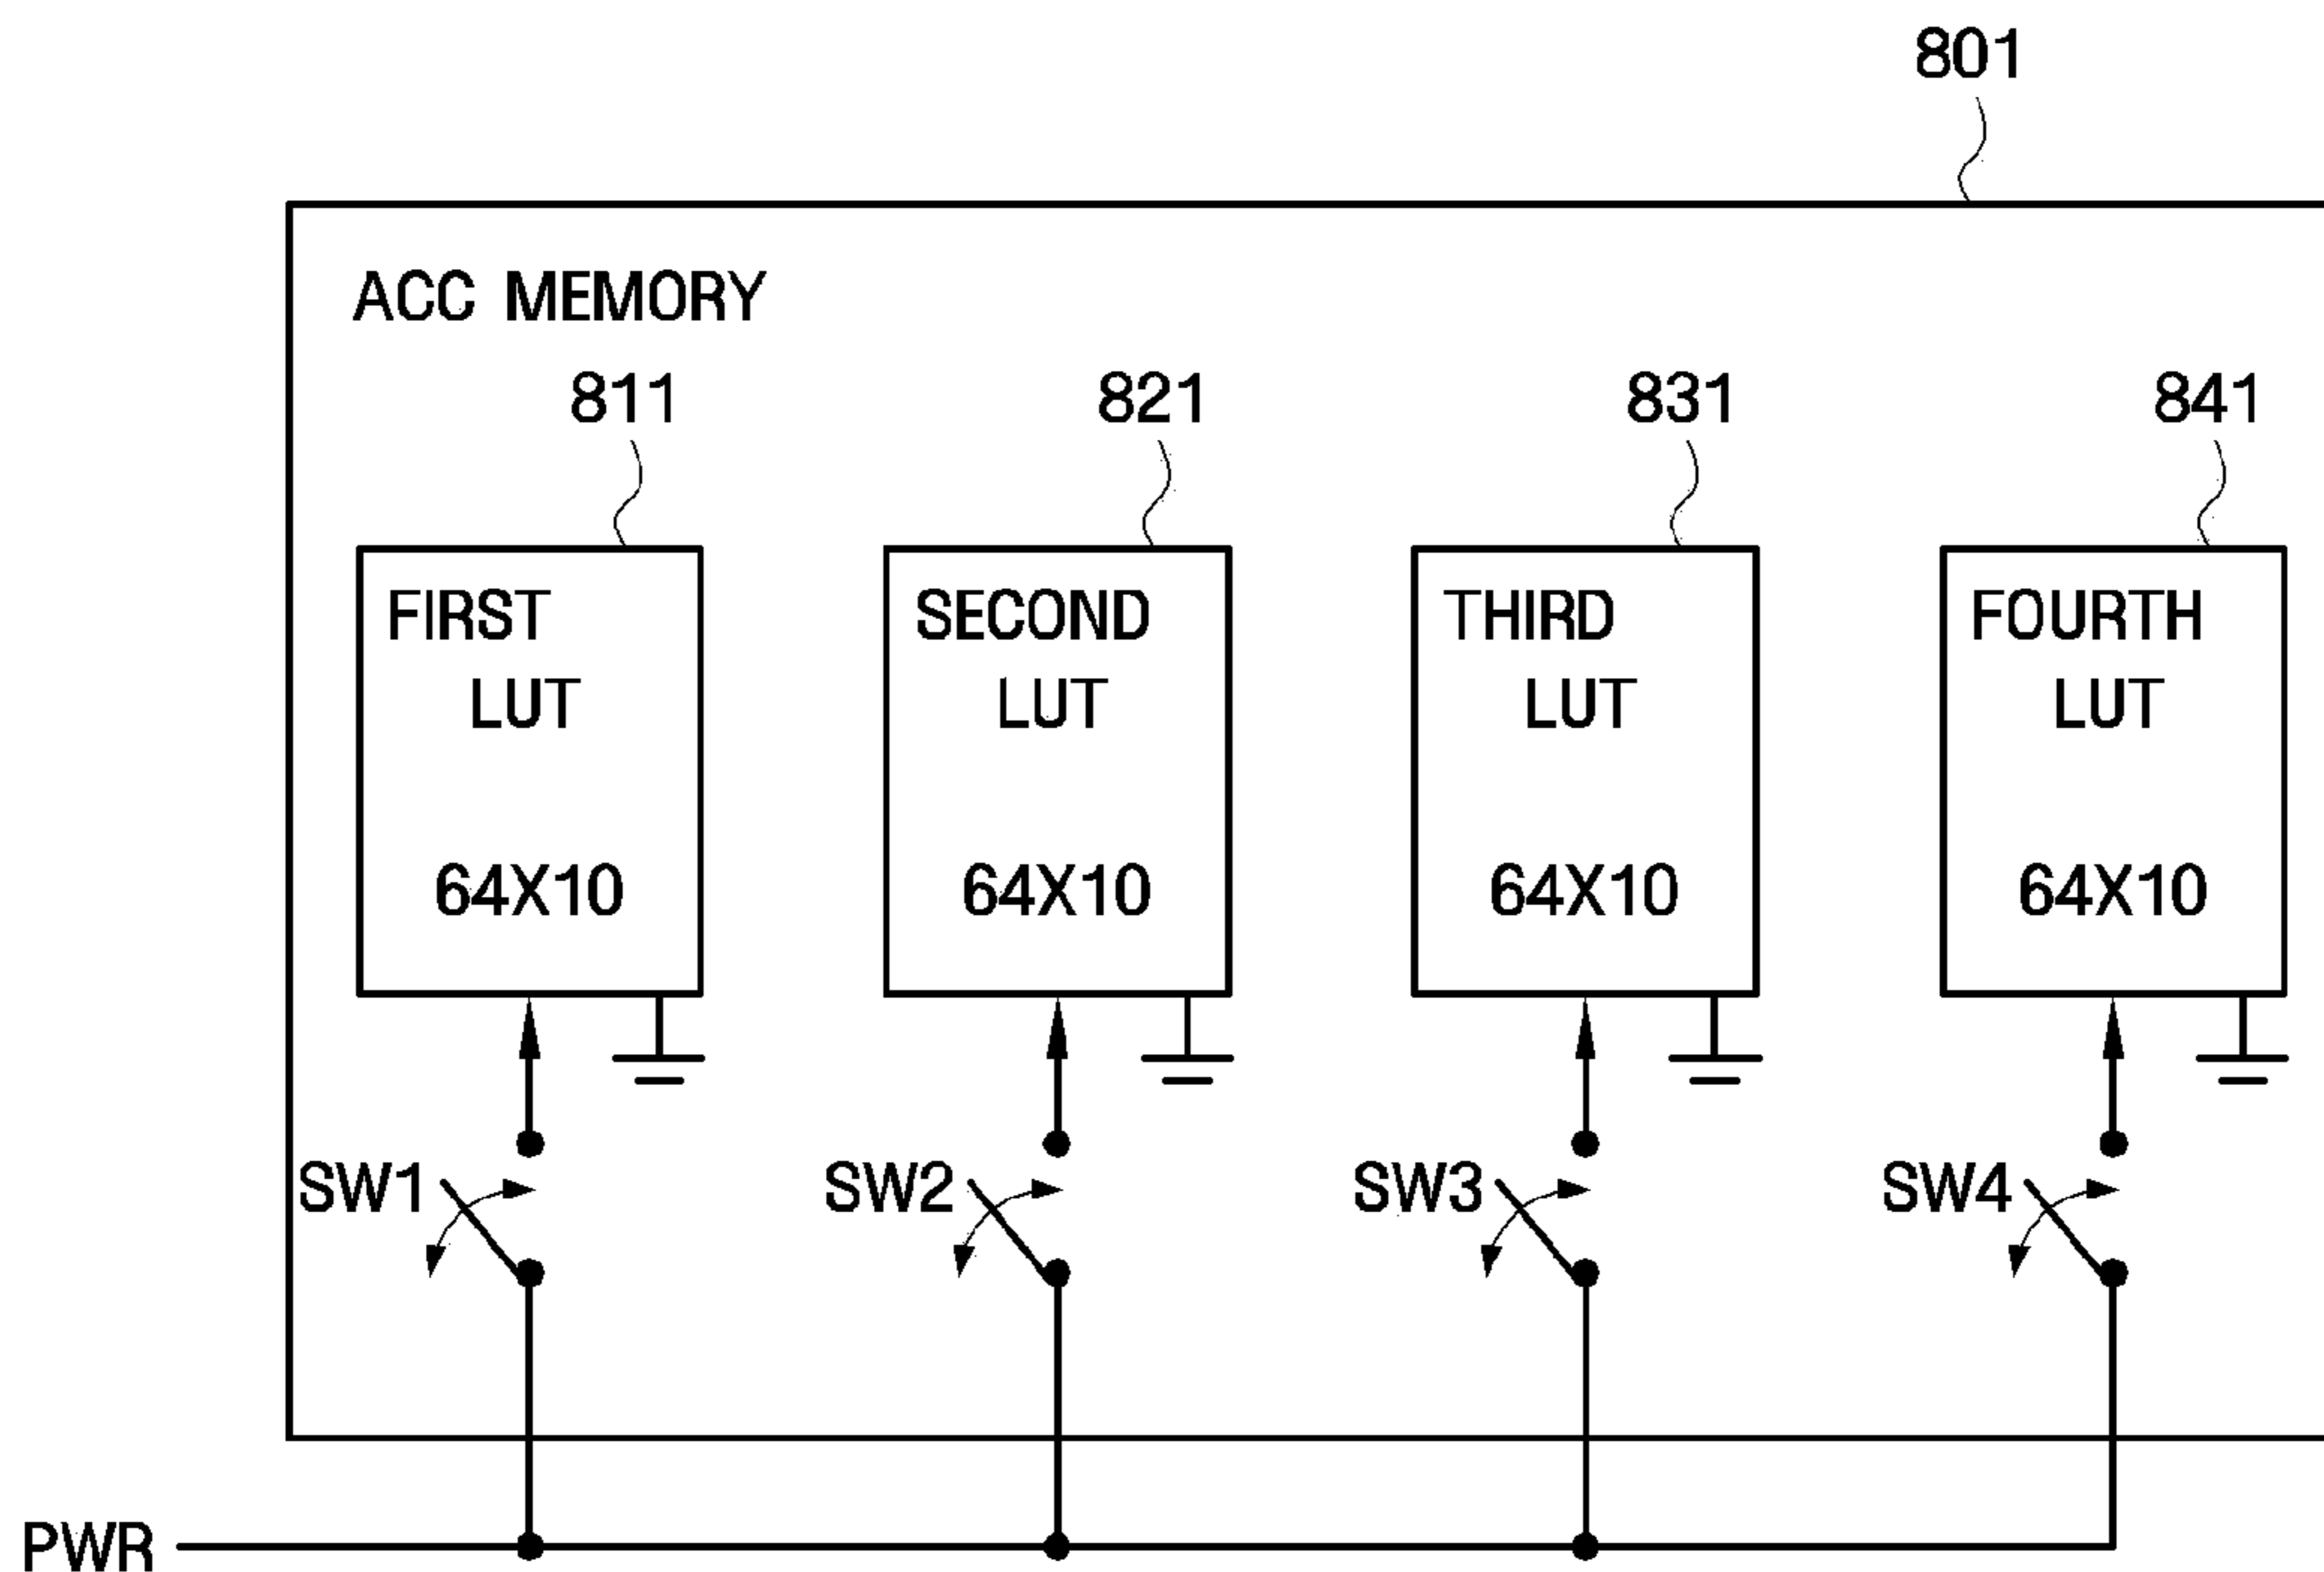 801
ACC MEMORY
811
821
831
841
FIRST
LUT
64X10
SECOND
LUT
64X10
THIRD
LUT
64X10
FOURTH
LUT
64X10
SW1
SW2
SW3
SW4
PWR